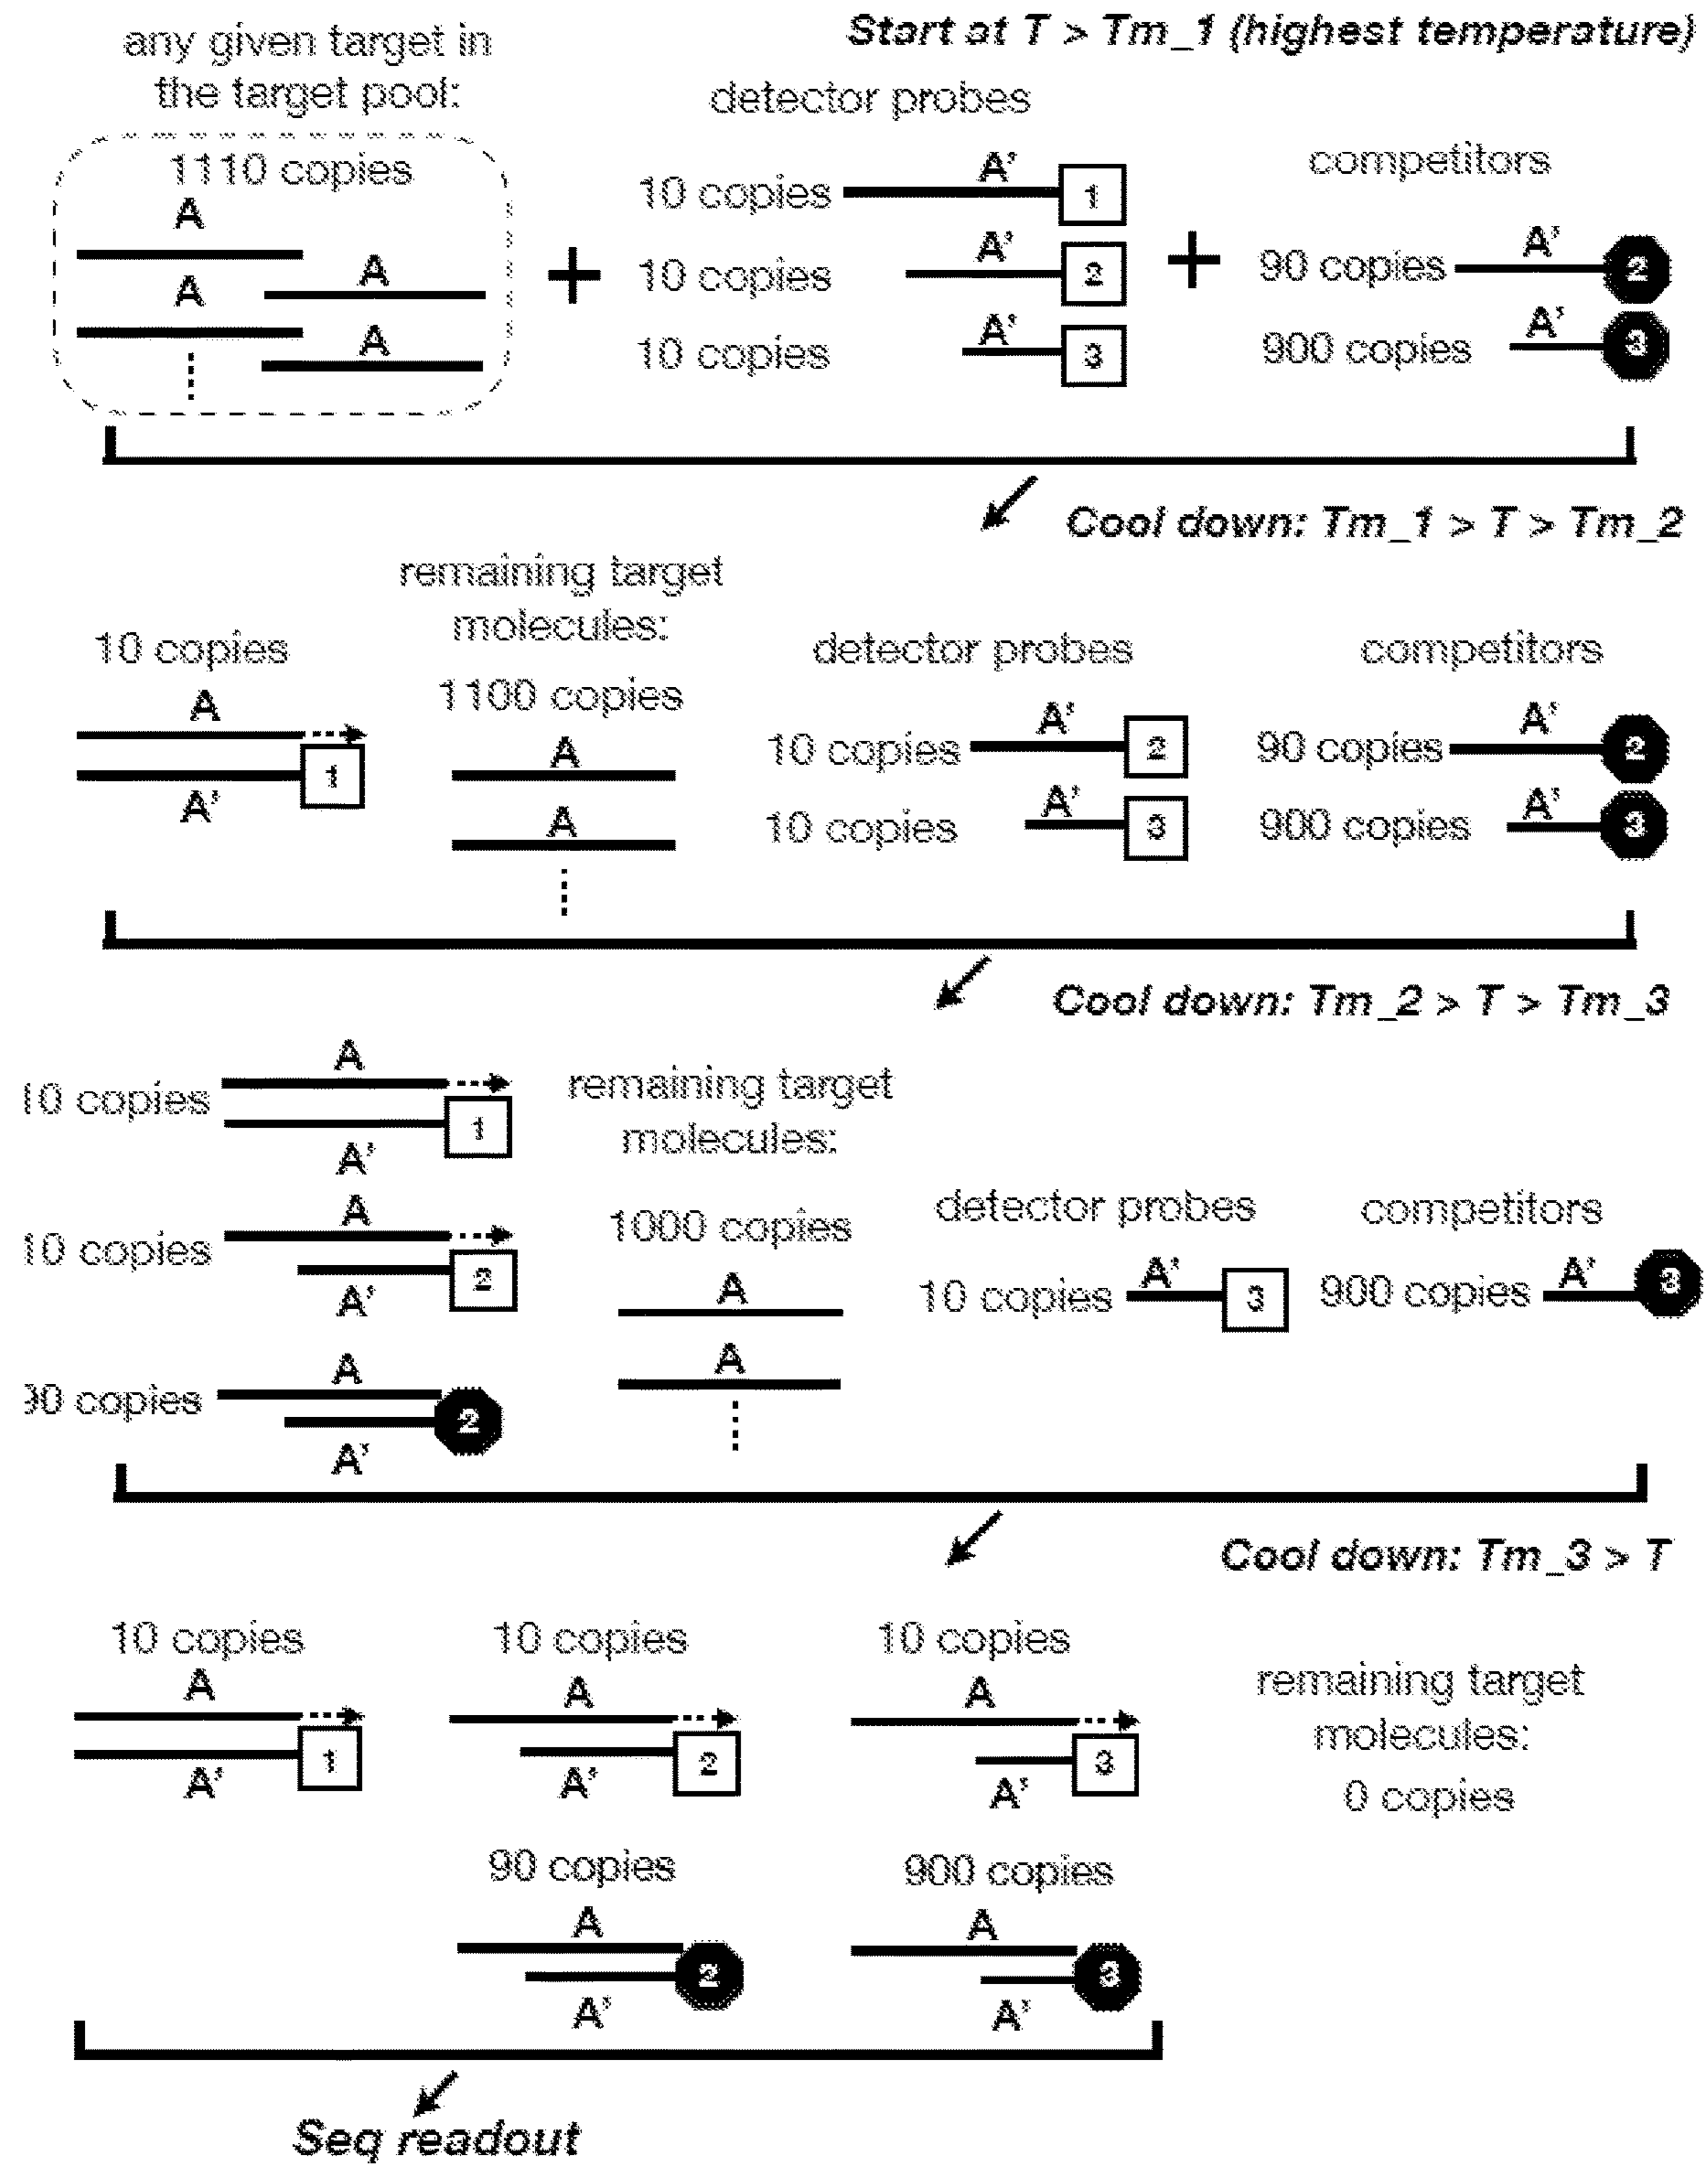 any given target in
the target pool:
1110 copies
A
A
A
A
Start at T > Tm_1 (highest temperature)
detector probes
10 copies A' 1
10 copies A' 2
10 copies A' 3
+
+
competitors
90 copies A' 2
900 copies A' 3
Cool down: Tm_1 > T > Tm_2
10 copies
A
1
A'
remaining target
molecules:
1100 copies
A
A
detector probes
10 copies A' 2
10 copies A' 3
competitors
90 copies A' 2
900 copies A' 3
Cool down: Tm_2 > T > Tm_3
10 copies
A
1
A'
10 copies
A
2
A'
90 copies
A
2
A'
remaining target
molecules:
1000 copies
A
A
detector probes
10 copies A' 3
competitors
900 copies A' 3
Cool down: Tm_3 > T
10 copies
A
1
A'
10 copies
A
2
A'
10 copies
A
3
A'
remaining target
molecules:
0 copies
90 copies
A
2
A'
900 copies
A
3
A'
Seq readout